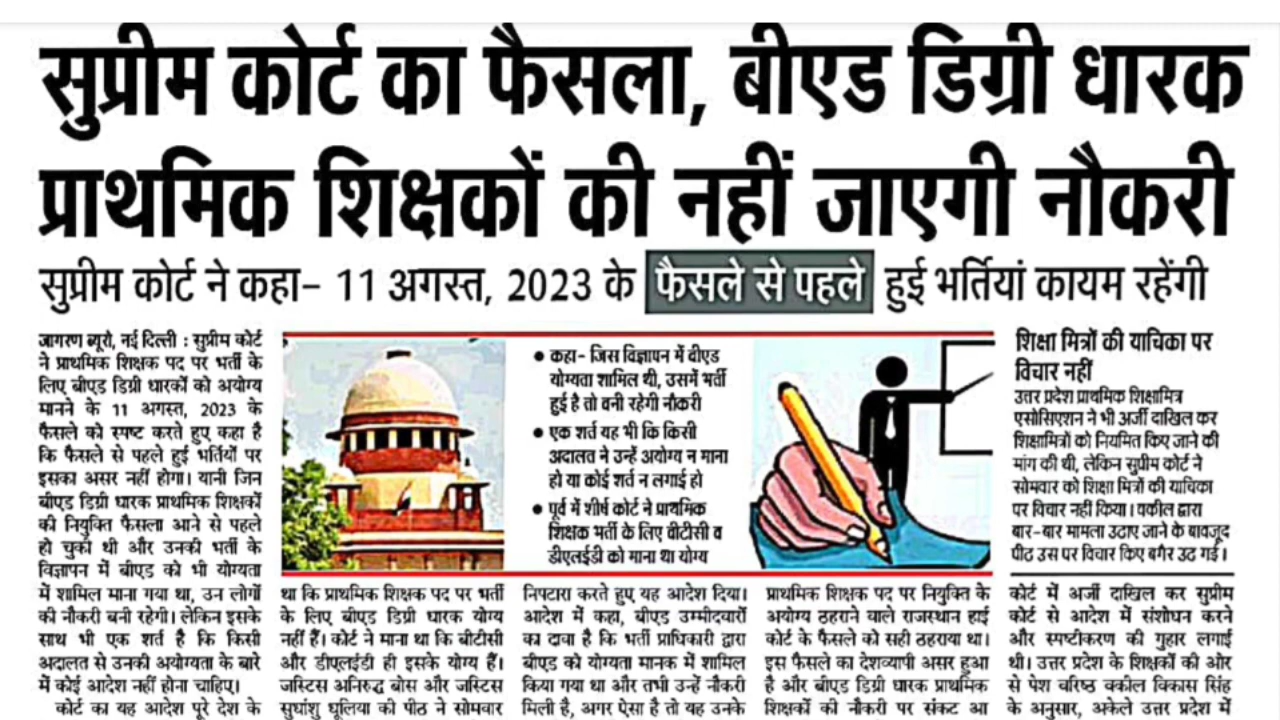 सुप्रीम कोर्ट का फैसला, बीएड डिग्री धारक
प्राथमिक शिक्षकों की नहीं जाएगी नौकरी
सुप्रीम कोर्ट ने कहा– 11 अगस्त, 2023 के फैसले से पहले हुई भर्तियां कायम रहेंगी
जागरण ब्यूरो, नई दिल्ली : सुप्रीम कोर्ट
ने प्राथमिक शिक्षक पद पर भर्ती के
लिए बीएड डिग्री धारकों को अयोग्य
मानने के 11 अगस्त, 2023 के
फैसले को स्पष्ट करते हुए कहा है
कि फैसले से पहले हुई भर्तियों पर
इसका असर नहीं होगा। यानी जिन
बीएड डिग्री धारक प्राथमिक शिक्षकों
की नियुक्ति फैसला आने से पहले
हो चुकी थी और उनकी भर्ती के
विज्ञापन में बीएड को भी योग्यता
में शामिल माना गया था, उन लोगों
की नौकरी बनी रहेगी। लेकिन इसके
साथ भी एक शर्त है कि किसी
अदालत से उनकी अयोग्यता के बारे
में कोई आदेश नहीं होना चाहिए।
कोर्ट का यह आदेश पूरे देश के
● कहा– जिस विज्ञापन में बीएड
योग्यता शामिल थी, उसमें भर्ती
हुई है तो बनी रहेगी नौकरी
● एक शर्त यह भी कि किसी
अदालत ने उन्हें अयोग्य न माना
हो या कोई शर्त न लगाई हो
● पूर्व में शीर्ष कोर्ट ने प्राथमिक
शिक्षक भर्ती के लिए बीटीसी व
डीएलईडी को माना था योग्य
था कि प्राथमिक शिक्षक पद पर भर्ती
के लिए बीएड डिग्री धारक योग्य
नहीं हैं। कोर्ट ने माना था कि बीटीसी
और डीएलईडी ही इसके योग्य हैं।
जस्टिस अनिरुद्ध बोस और जस्टिस
सुधांशु धूलिया की पीठ ने सोमवार
निपटारा करते हुए यह आदेश दिया।
आदेश में कहा, बीएड उम्मीदवारों
का दावा है कि भर्ती प्राधिकारी द्वारा
बीएड को योग्यता मानक में शामिल
किया गया था और तभी उन्हें नौकरी
मिली है, अगर ऐसा है तो यह उनके
प्राथमिक शिक्षक पद पर नियुक्ति के
अयोग्य ठहराने वाले राजस्थान हाई
कोर्ट के फैसले को सही ठहराया था।
इस फैसले का देशव्यापी असर हुआ
है और बीएड डिग्री धारक प्राथमिक
शिक्षकों की नौकरी पर संकट आ
शिक्षा मित्रों की याचिका पर
विचार नहीं
उत्तर प्रदेश प्राथमिक शिक्षामित्र
एसोसिएशन ने भी अर्जी दाखिल कर
शिक्षामित्रों को नियमित किए जाने की
मांग की थी, लेकिन सुप्रीम कोर्ट ने
सोमवार को शिक्षा मित्रों की याचिका
पर विचार नहीं किया। वकील द्वारा
बार-बार मामला उठाए जाने के बावजूद
पीठ उस पर विचार किए बगैर उठ गई।
कोर्ट में अर्जी दाखिल कर सुप्रीम
कोर्ट से आदेश में संशोधन करने
और स्पष्टीकरण की गुहार लगाई
थी। उत्तर प्रदेश के शिक्षकों की ओर
से पेश वरिष्ठ वकील विकास सिंह
के अनुसार, अकेले उत्तर प्रदेश में